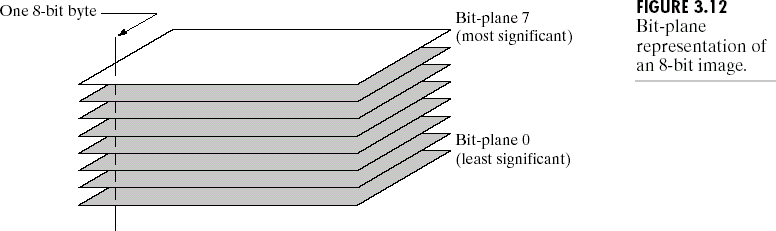 One 8-bit byte
Bit-plane 7
(most significant)
Bit-plane 0
(least significant)
FIGURE 3.12
Bit-plane
representation of
an 8-bit image.